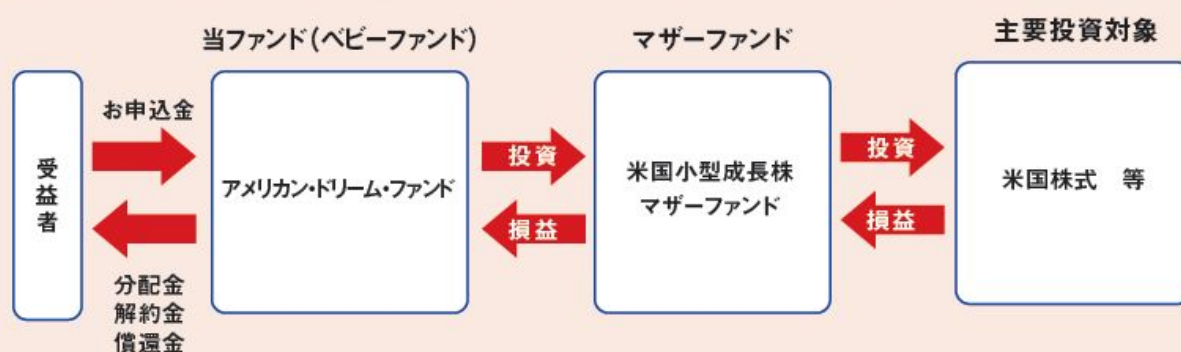 当ファンド(ベビーファンド)
マザーファンド
主要投資対象
受益者
お申込金
分配金
解約金
償還金
アメリカン・ドリーム・ファンド
投資
損益
米国小型成長株
マザーファンド
投資
損益
米国株式 等